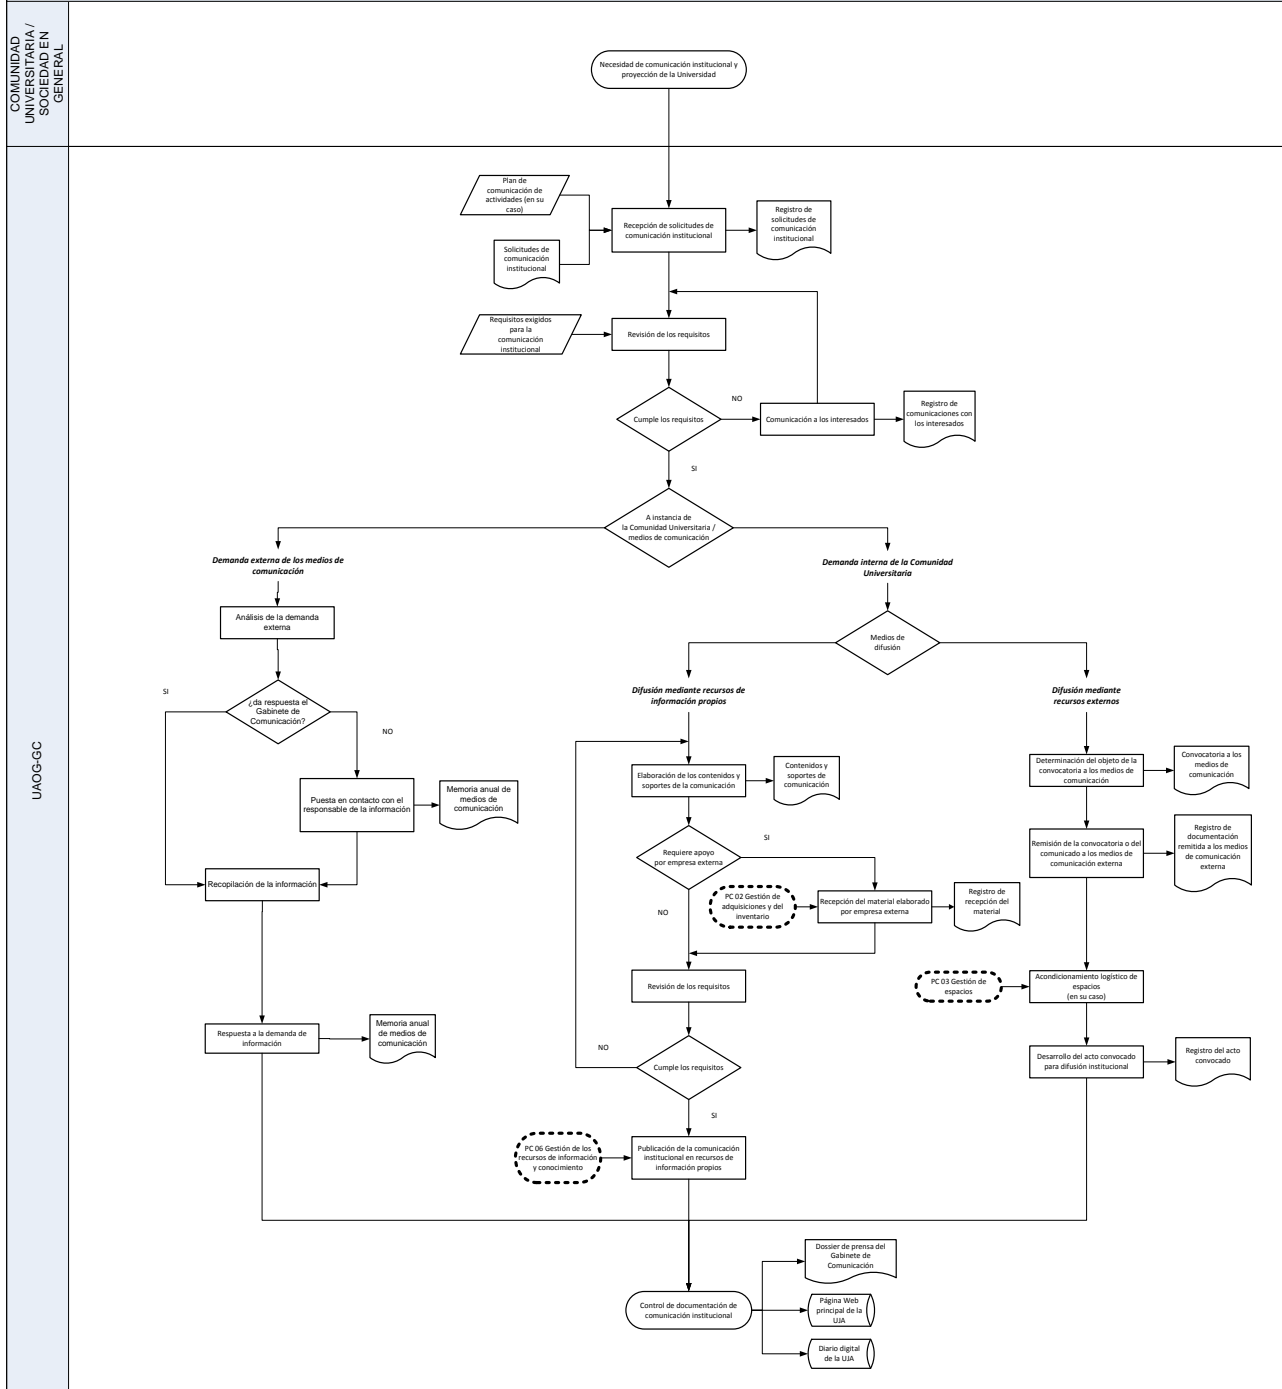 COMUNIDAD
UNIVERSITARIA /
SOCIEDAD EN
GENERAL
Necesidad de comunicación institucional y
proyección de la Universidad
UAOG-GC
Plan de
comunicación de
actividades (en su
caso)
Solicitudes de
comunicación
institucional
Recepción de solicitudes de
comunicación institucional
Registro de
solicitudes de
comunicación
institucional
Requisitos exigidos
para la
comunicación
institucional
Revisión de los requisitos
Cumple los requisitos
NO
Comunicación a los interesados
Registro de
comunicaciones con
los interesados
SI
A instancia de
la Comunidad Universitaria /
medios de comunicación
Demanda externa de los medios de
comunicación
Demanda interna de la Comunidad
Universitaria
Análisis de la demanda
externa
Medios de
difusión
SI
¿da respuesta el
Gabinete de
Comunicación?
NO
Difusión mediante recursos de
información propios
Difusión mediante
recursos externos
Puesta en contacto con el
responsable de la información
Memoria anual de
medios de
comunicación
Elaboración de los contenidos y
soportes de la comunicación
Contenidos y
soportes de
comunicación
Determinación del objeto de la
convocatoria a los medios de
comunicación
Convocatoria a los
medios de
comunicación
Requiere apoyo
por empresa externa
SI
Remisión de la convocatoria o del
comunicado a los medios de
comunicación externa
Registro de
documentación
remitida a los medios
de comunicación
externa
Recopilación de la información
NO
PC 02 Gestión de
adquisiciones y del
inventario
Recepción del material elaborado
por empresa externa
Registro de
recepción del
material
Revisión de los requisitos
PC 03 Gestión de
espacios
Acondicionamiento logístico de
espacios
(en su caso)
Respuesta a la demanda de
información
Memoria anual
de medios de
comunicación
NO
Cumple los requisitos
Desarrollo del acto convocado
para difusión institucional
Registro del acto
convocado
SI
PC 06 Gestión de los
recursos de información
y conocimiento
Publicación de la comunicación
institucional en recursos de
información propios
Control de documentación de
comunicación institucional
Dossier de prensa del
Gabinete de
Comunicación
Página Web
principal de la
UJA
Diario digital
de la UJA